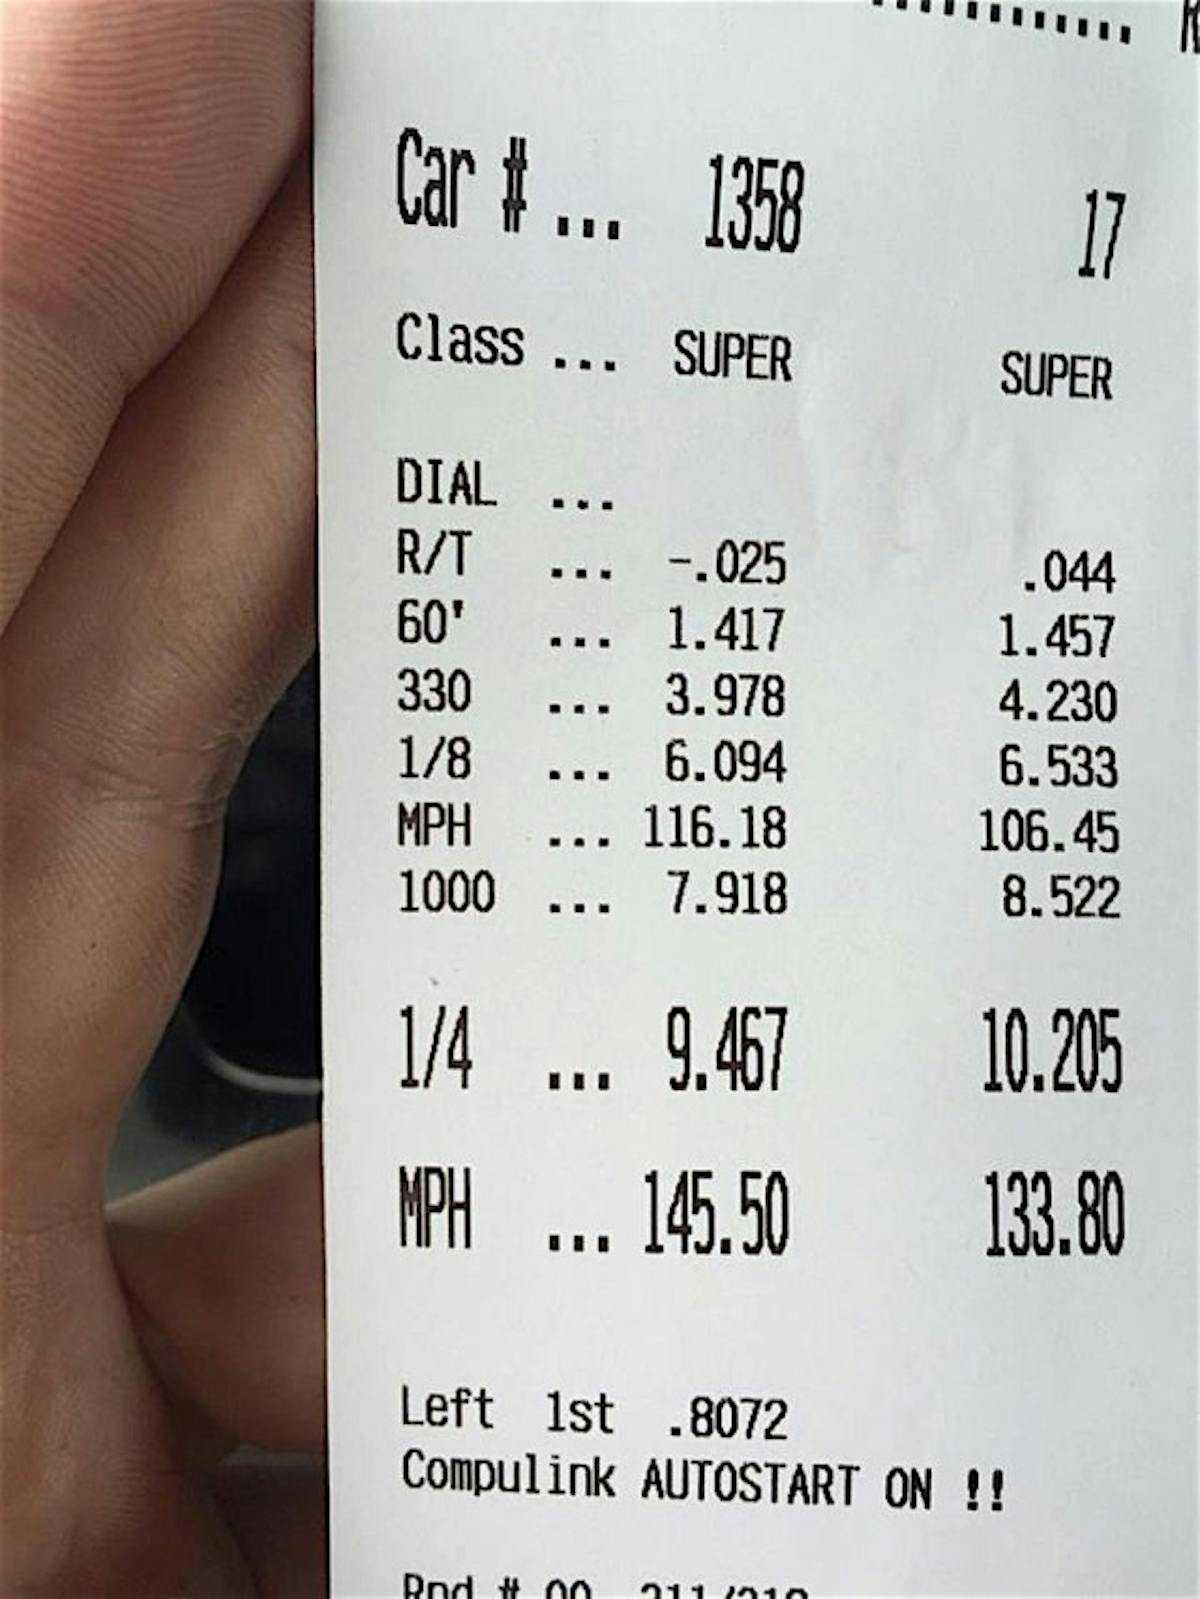 Car # ... 1358 17
Class ... SUPER SUPER
DIAL ...
R/T ... -.025 .044
60' ... 1.417 1.457
330 ... 3.978 4.230
1/8 ... 6.094 6.533
MPH ... 116.18 106.45
1000 ... 7.918 8.522
1/4 ... 9.467 10.205
MPH ... 145.50 133.80
Left 1st .8072
Compulink AUTOSTART ON !!